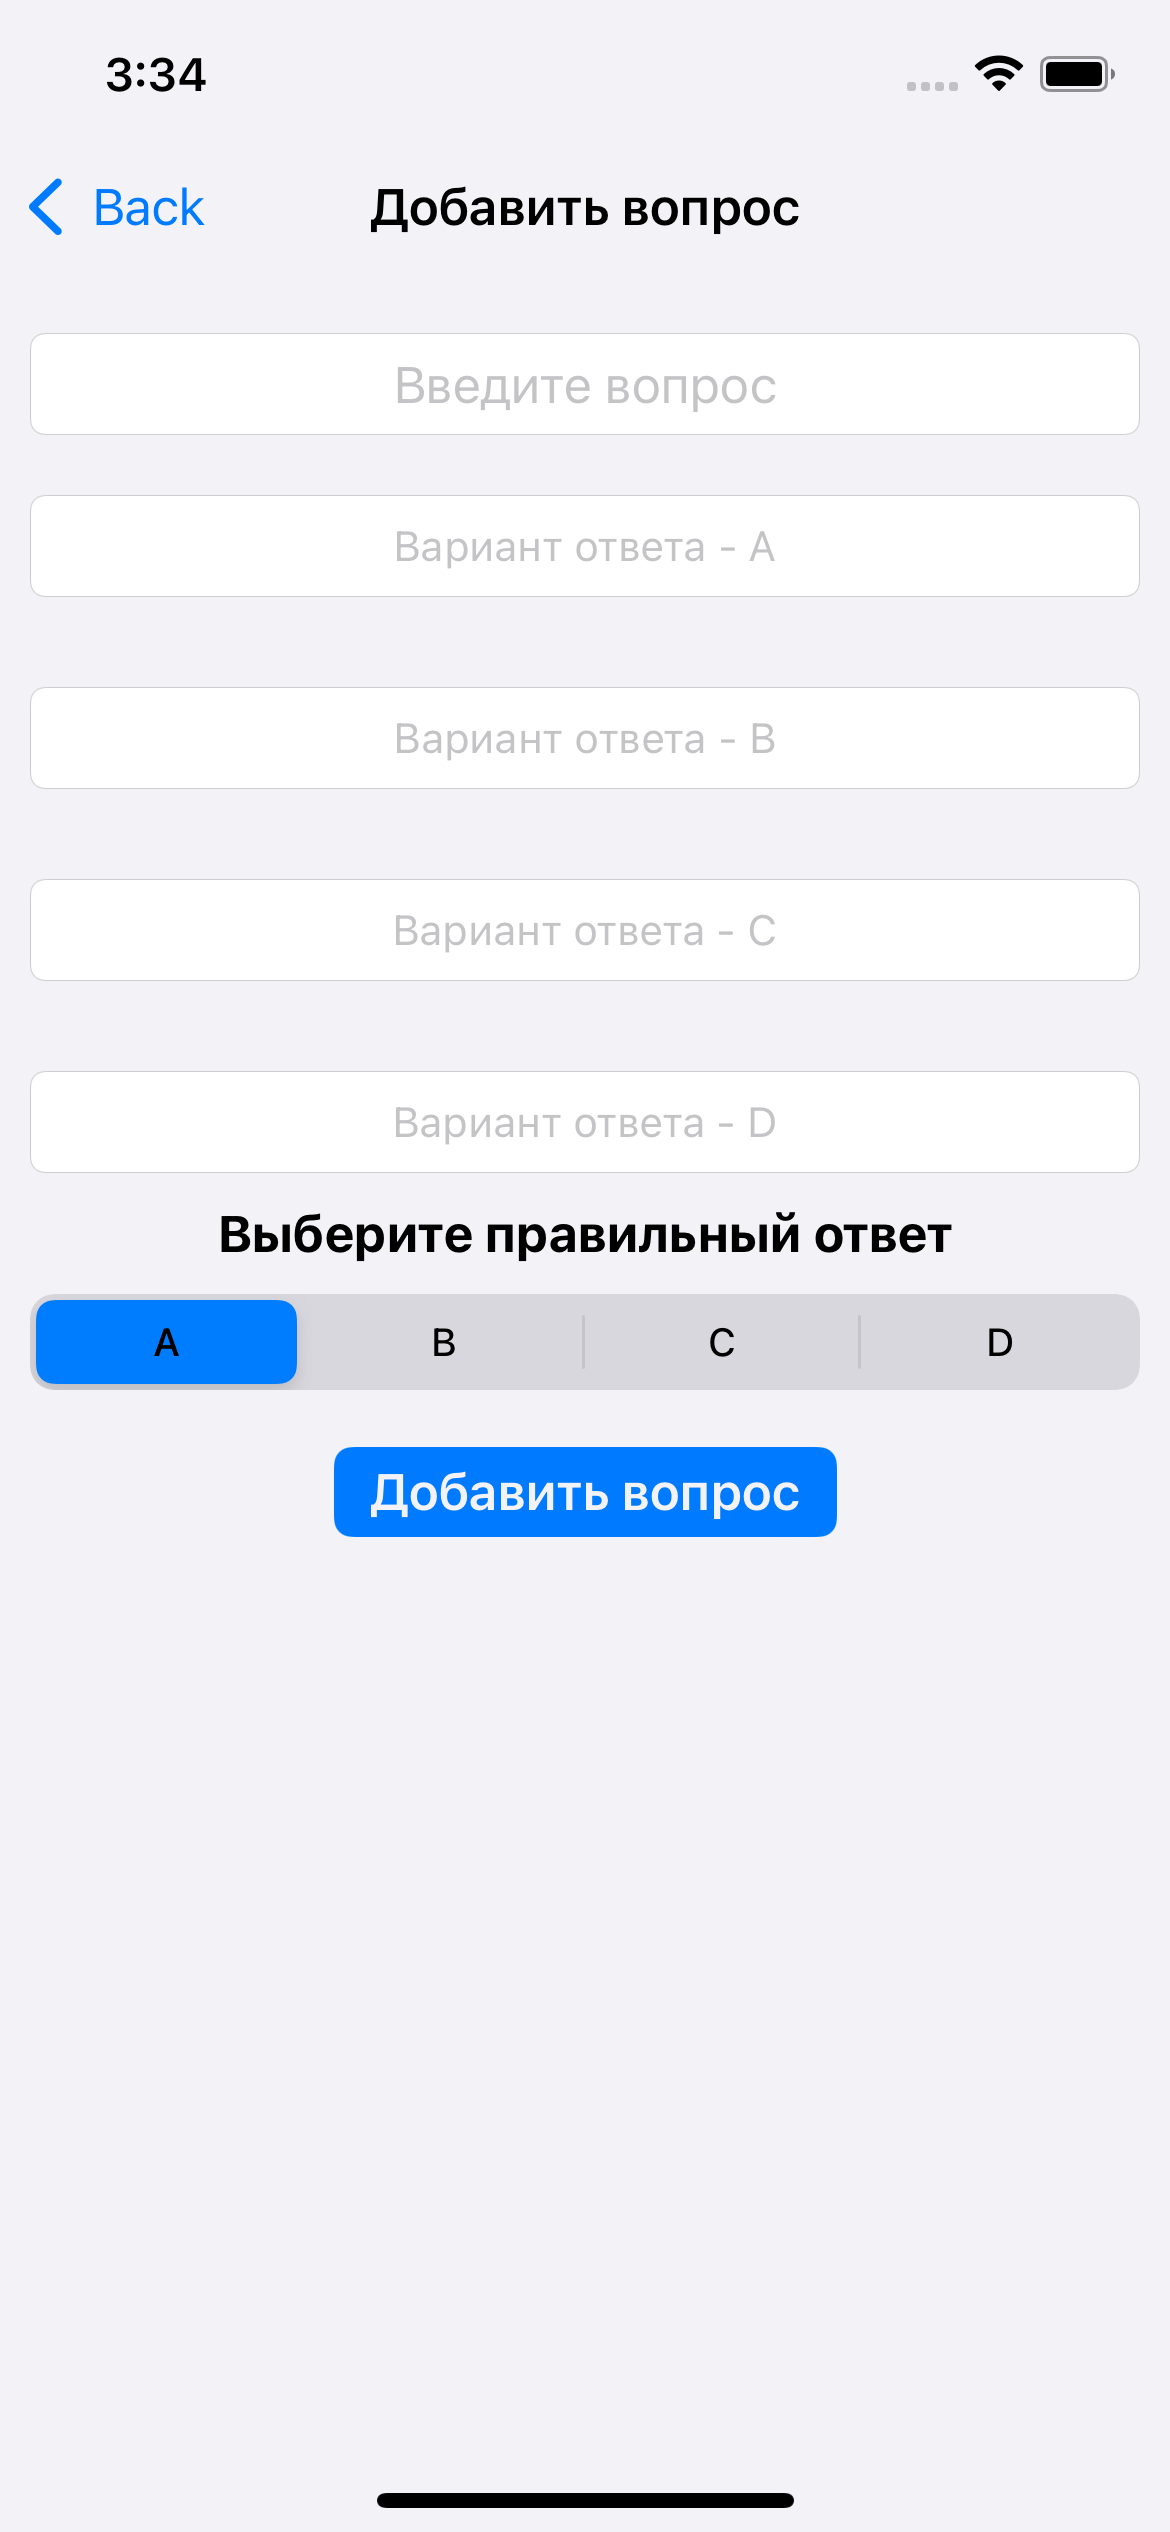 3:34
Back
Добавить вопрос
Введите вопрос
Вариант ответа - A
Вариант ответа - B
Вариант ответа - C
Вариант ответа - D
Выберите правильный ответ
A B C D
Добавить вопрос